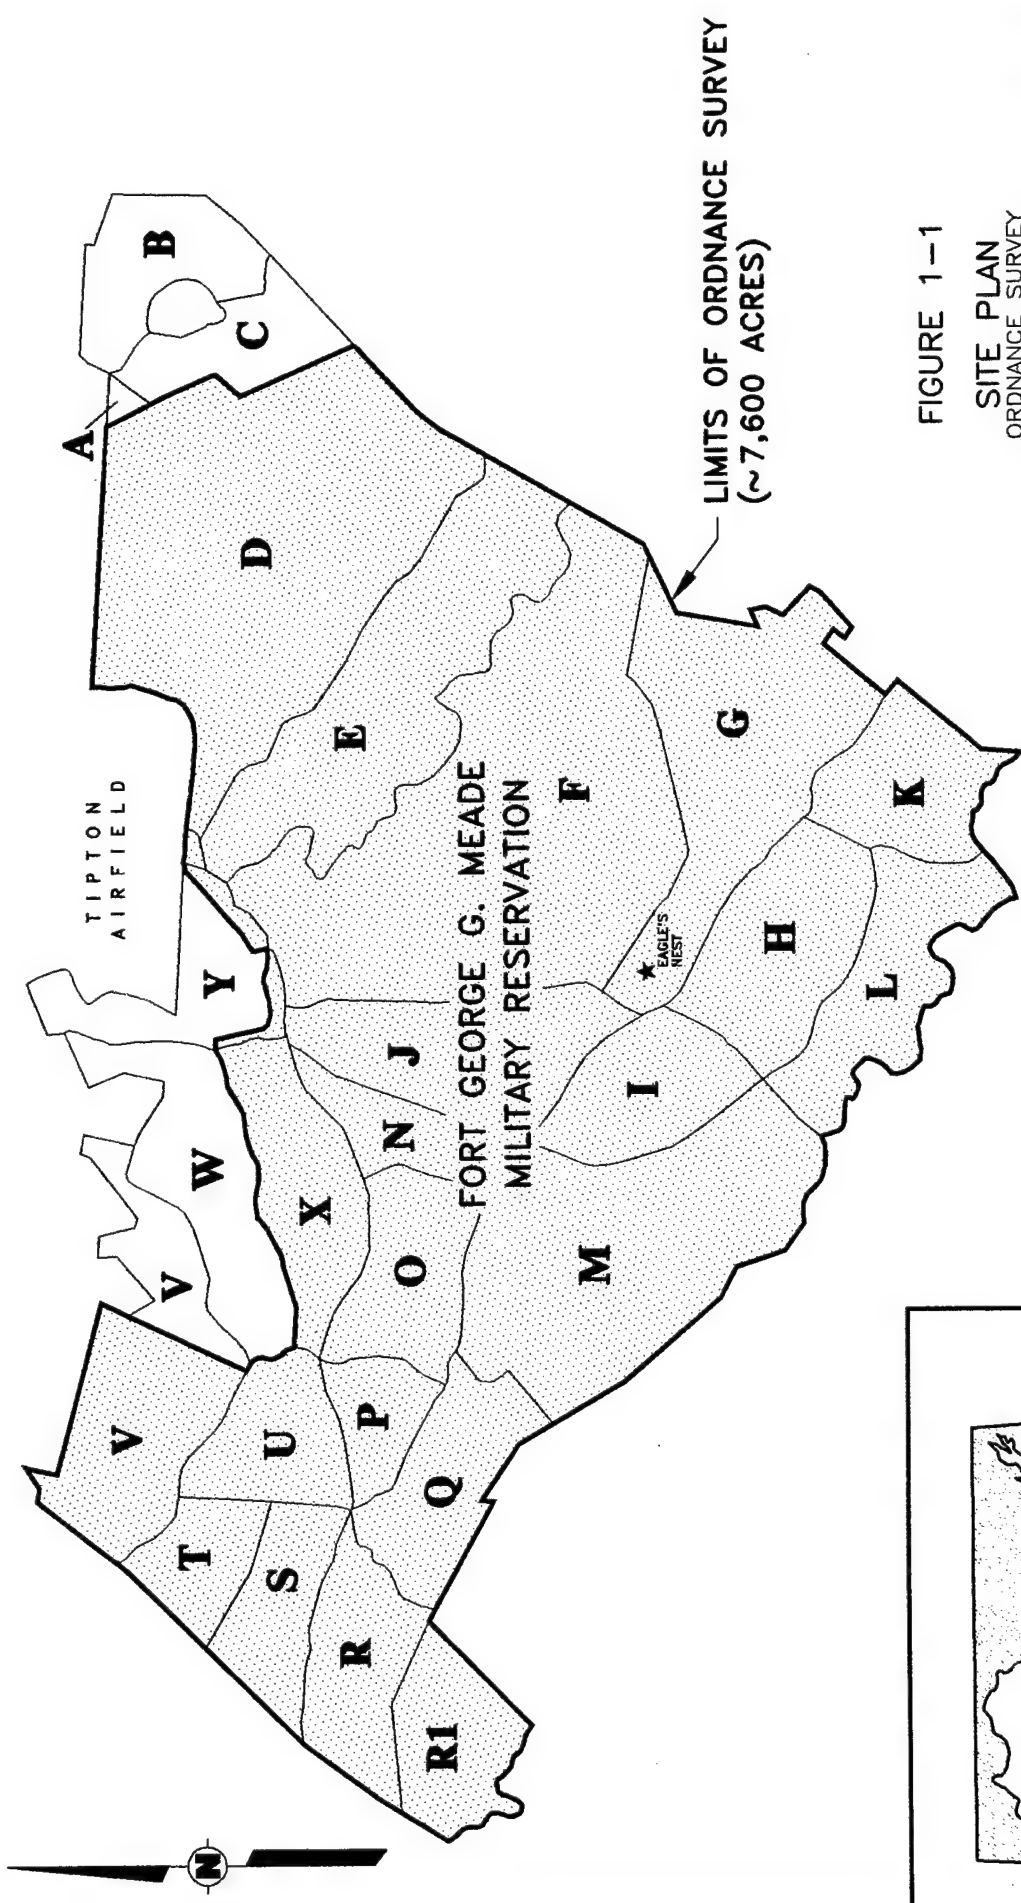 A
B
C
D
TIPTON
AIRFIELD
E
Y
W
V
X
J
N
FORT GEORGE G. MEADE
MILITARY RESERVATION
F
O
V
U
P
T
S
R
Q
R1
M
I
★ EAGLE'S
NEST
H
G
K
L
LIMITS OF ORDNANCE SURVEY
(~7,600 ACRES)
N
FIGURE 1-1
SITE PLAN
ORDNANCE SURVEY